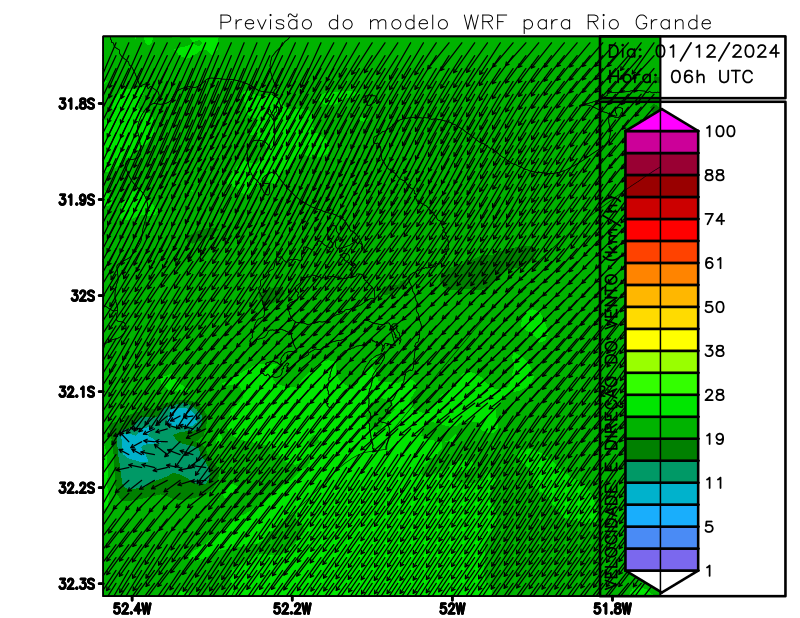 Previsão do modelo WRF para Rio Grande
Dia: 01/12/2024
Hora: 06h UTC
31.8S
31.9S
32S
32.1S
32.2S
32.3S
52.4W
52.2W
52W
51.8W
VELOCIDADE E DIREÇÃO DO VENTO (km/h)
100
88
74
61
50
38
28
19
11
5
1